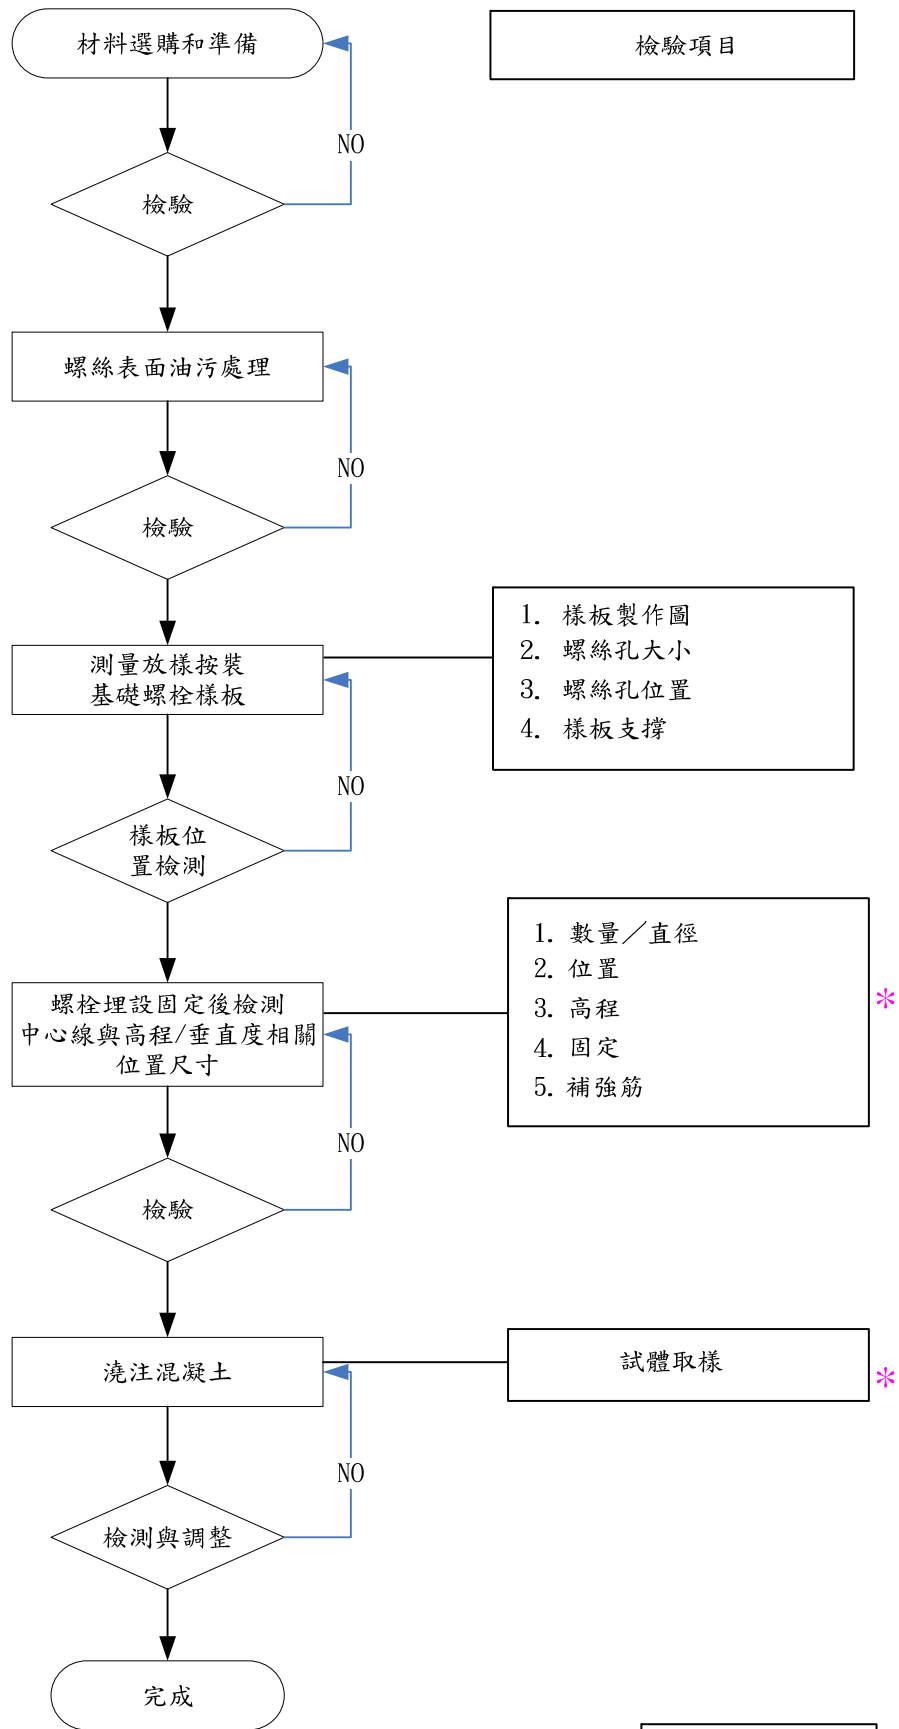 材料選購和準備
檢驗項目
NO
檢驗
螺絲表面油污處理
NO
檢驗
測量放樣按裝
基礎螺栓樣板
1. 樣板製作圖
2. 螺絲孔大小
3. 螺絲孔位置
4. 樣板支撐
NO
樣板位
置檢測
螺栓埋設固定後檢測
中心線與高程/垂直度相關
位置尺寸
1. 數量／直徑
2. 位置
3. 高程
4. 固定
5. 補強筋
*
NO
檢驗
澆注混凝土
試體取樣
*
NO
檢測與調整
完成